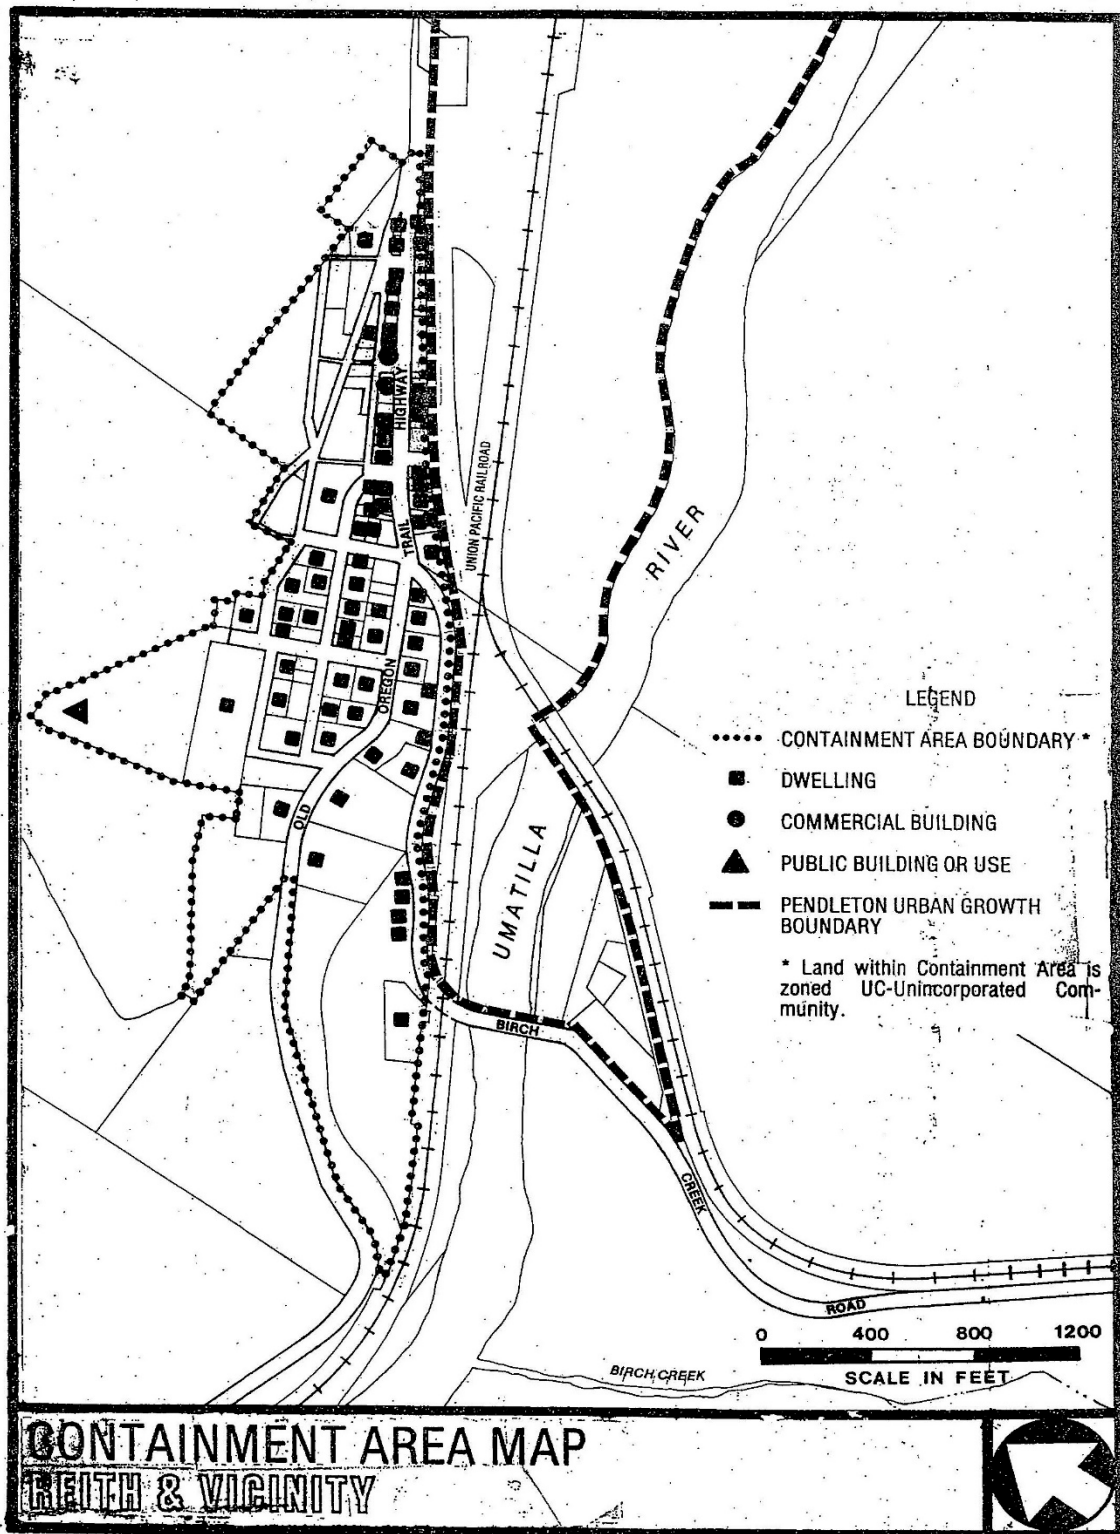 HIGHWAY
TRAIL
OREGON
OLD
UNION PACIFIC RAILROAD
RIVER
UMATILLA
BIRCH
CREEK
ROAD
BIRCH CREEK
LEGEND
CONTAINMENT AREA BOUNDARY *
DWELLING
COMMERCIAL BUILDING
PUBLIC BUILDING OR USE
PENDLETON URBAN GROWTH
BOUNDARY
* Land within Containment Area is
zoned UC-Unincorporated Com-
munity.
0 400 800 1200
SCALE IN FEET
CONTAINMENT AREA MAP
REITH & VICINITY